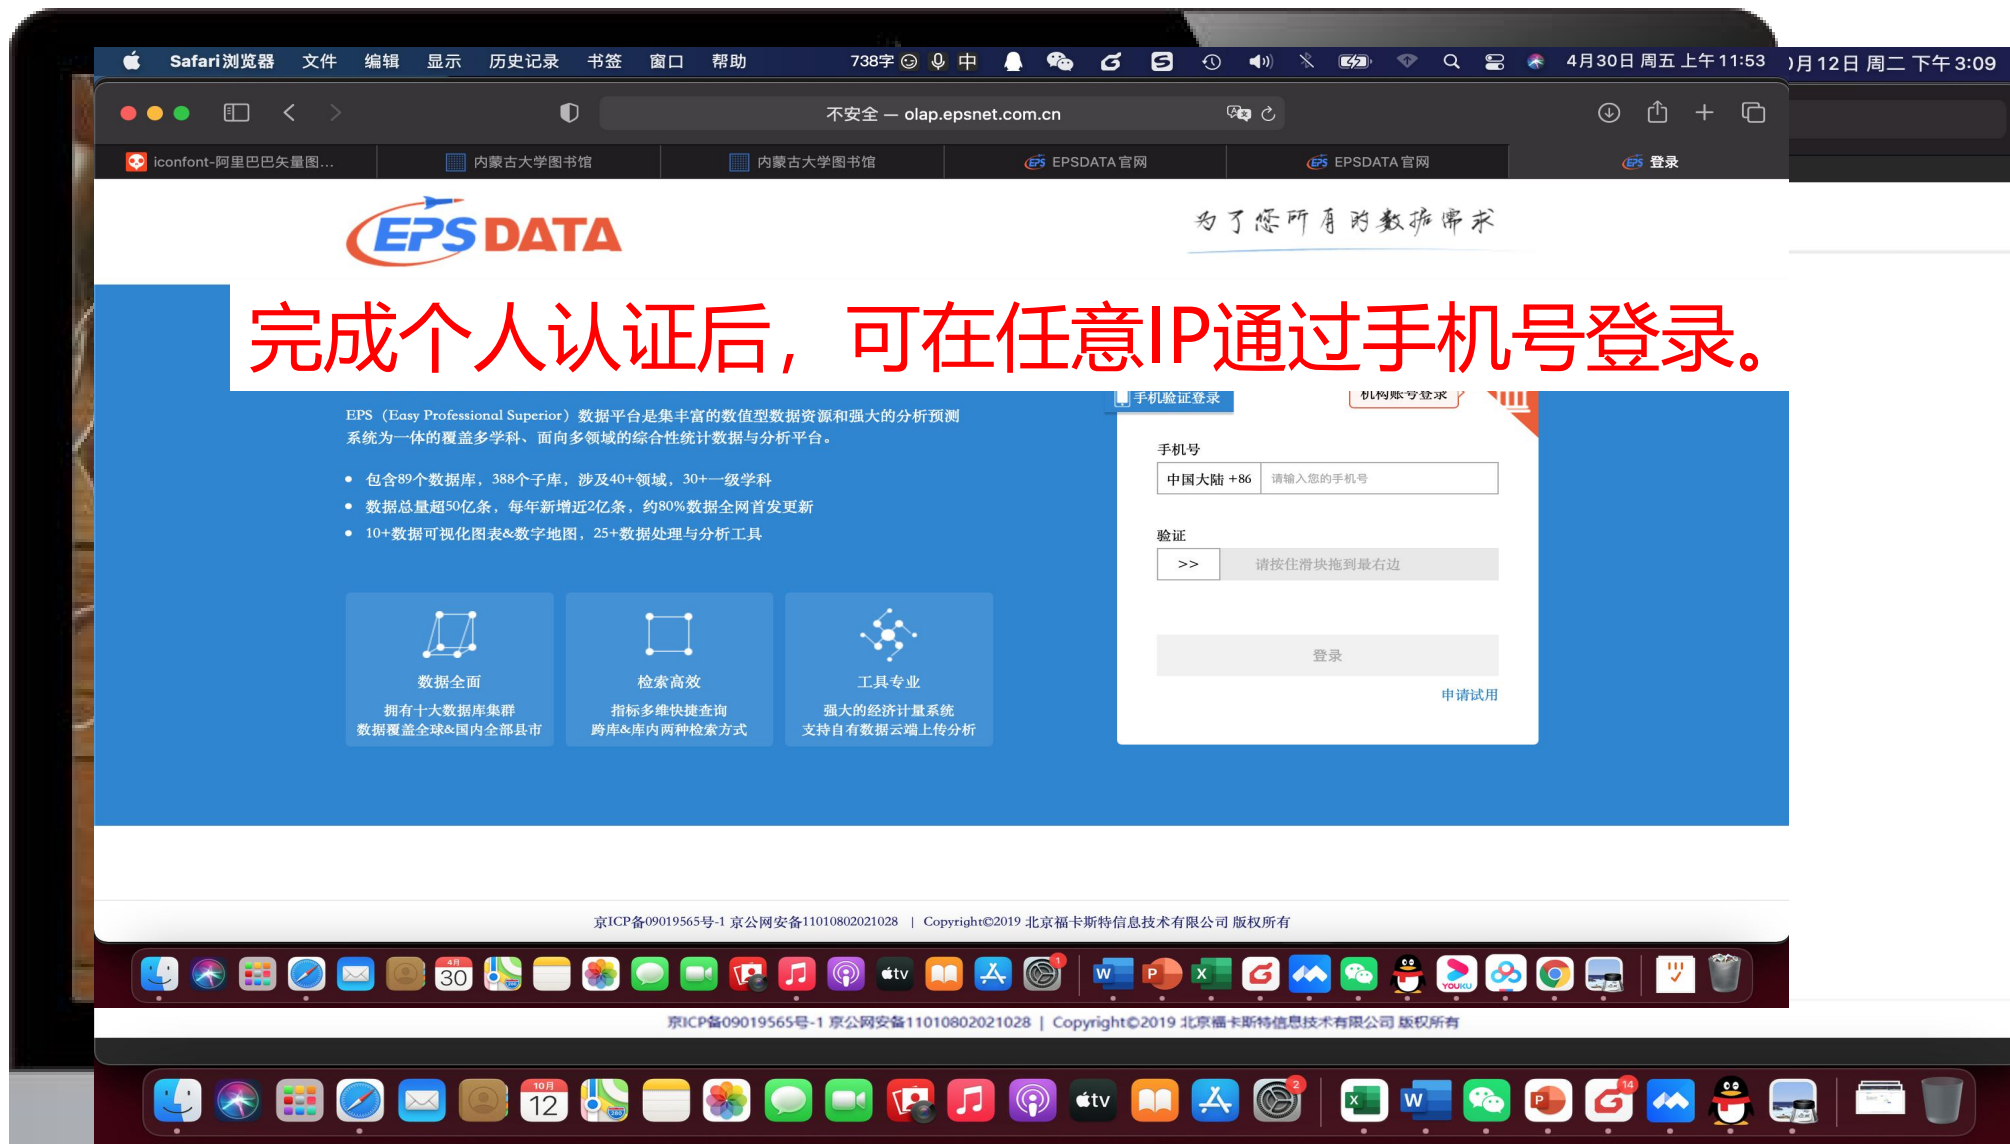 Safari浏览器 文件 编辑 显示 历史记录 书签 窗口 帮助 738字 中 4月30日 周五 上午11:53
月12日 周二 下午3:09
不安全 — olap.epsnet.com.cn
iconfont-阿里巴巴矢量图... 内蒙古大学图书馆 内蒙古大学图书馆 EPSDATA官网 EPSDATA官网 登录
EPS DATA
为了您所有的数据需求
完成个人认证后，可在任意IP通过手机号登录。
手机验证登录 机构账号登录
EPS（Easy Professional Superior）数据平台是集丰富的数值型数据资源和强大的分析预测
系统为一体的覆盖多学科、面向多领域的综合性统计数据与分析平台。
包含89个数据库，388个子库，涉及40+领域，30+一级学科
数据总量超50亿条，每年新增近2亿条，约80%数据全网首发更新
10+数据可视化图表&数字地图，25+数据处理与分析工具
手机号
中国大陆 +86 请输入您的手机号
验证
>> 请按住滑块拖到最右边
登录
申请试用
数据全面
拥有十大数据库集群
数据覆盖全球&国内全部县市
检索高效
指标多维快捷查询
跨库&库内两种检索方式
工具专业
强大的经济计量系统
支持自有数据云端上传分析
京ICP备09019565号-1 京公网安备11010802021028 | Copyright©2019 北京福卡斯特信息技术有限公司 版权所有
4月
30
tv
1
W P X
YOUKU
京ICP备09019565号-1 京公网安备11010802021028 | Copyright©2019 北京福卡斯特信息技术有限公司 版权所有
10月
12
tv
2
X W P
14